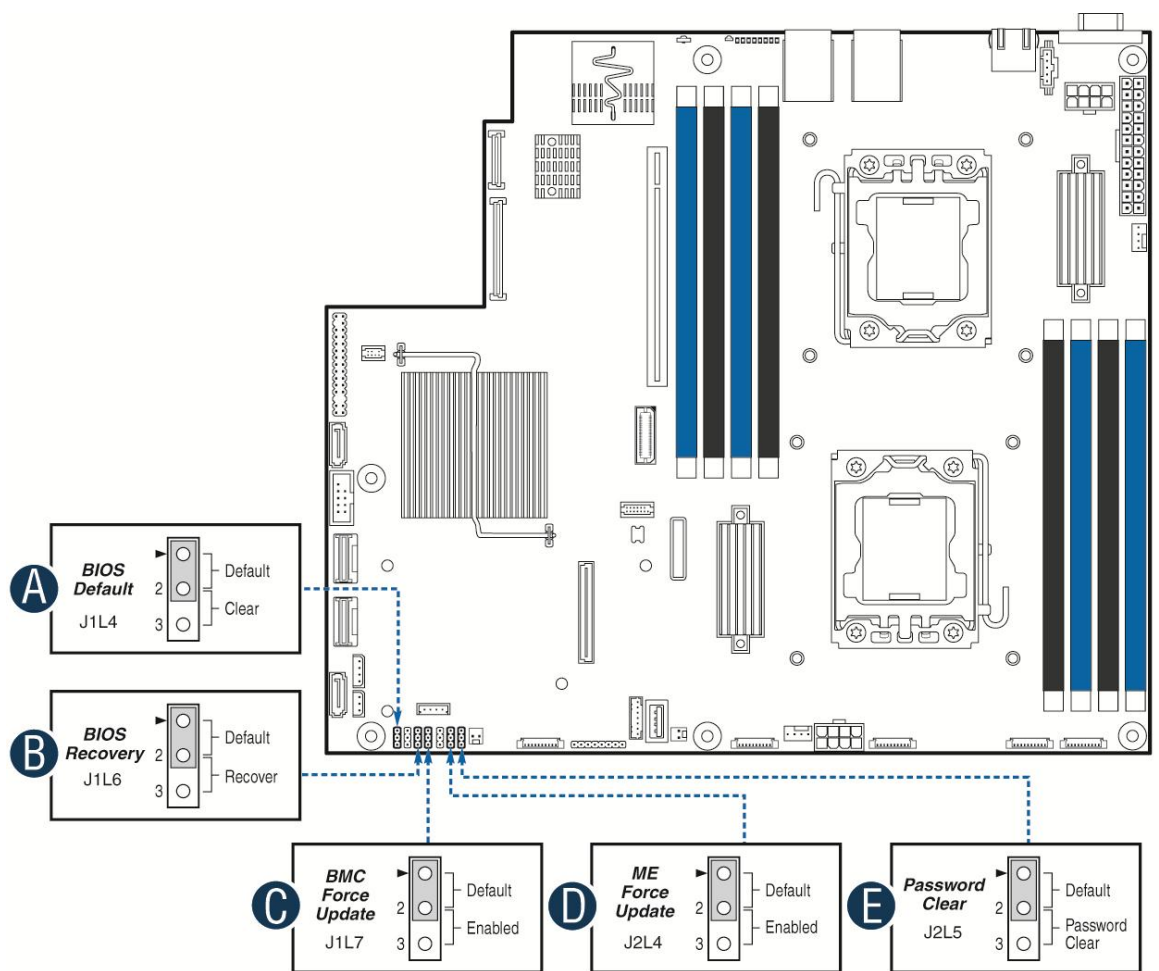 A
BIOS
Default
J1L4
2
3
Default
Clear
B
BIOS
Recovery
J1L6
2
3
Default
Recover
C
BMC
Force
Update
J1L7
2
3
Default
Enabled
D
ME
Force
Update
J2L4
2
3
Default
Enabled
E
Password
Clear
J2L5
2
3
Default
Password
Clear